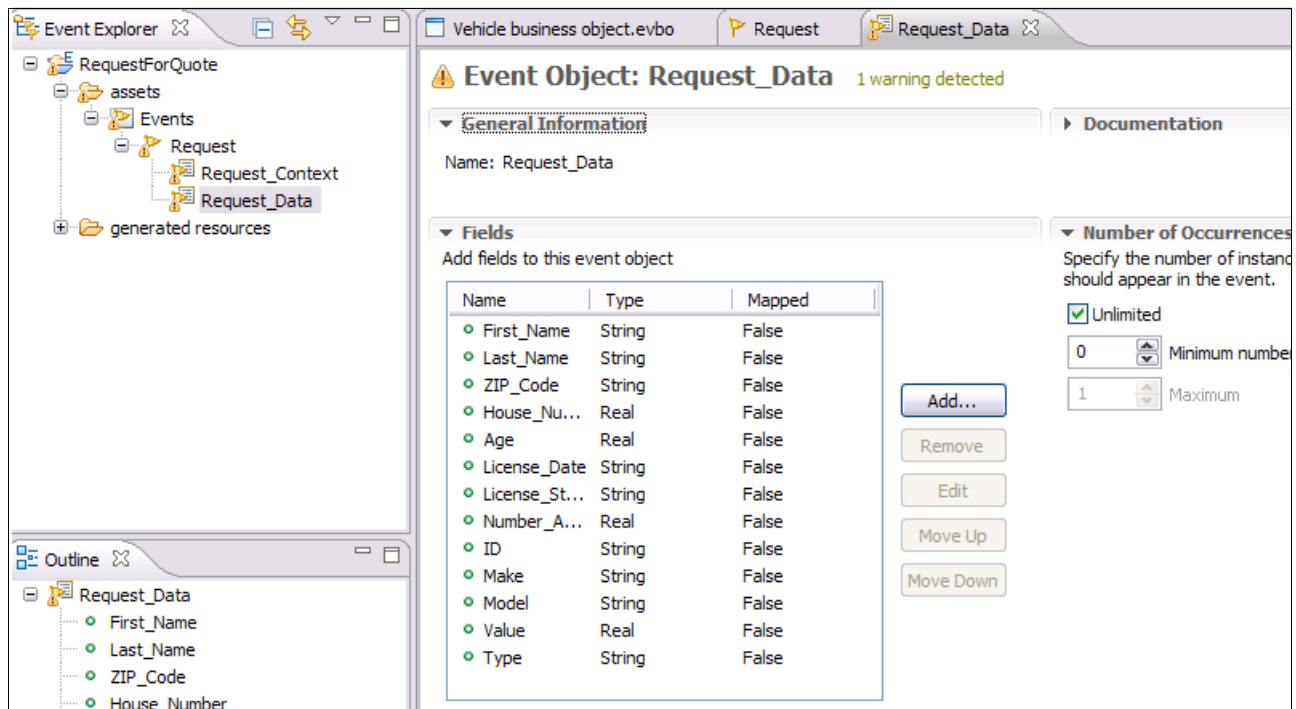 Event Explorer
RequestForQuote
assets
Events
Request
Request_Context
Request_Data
generated resources
Outline
Request_Data
First_Name
Last_Name
ZIP_Code
House_Number
Vehicle business object.evbo
Request
Request_Data
Event Object: Request_Data 1 warning detected
General Information
Name: Request_Data
Documentation
Fields
Add fields to this event object
Name Type Mapped
First_Name String False
Last_Name String False
ZIP_Code String False
House_Nu... Real False
Age Real False
License_Date String False
License_St... String False
Number_A... Real False
ID String False
Make String False
Model String False
Value Real False
Type String False
Add...
Remove
Edit
Move Up
Move Down
Number of Occurrences
Specify the number of instanc
should appear in the event.
Unlimited
0 Minimum number
1 Maximum